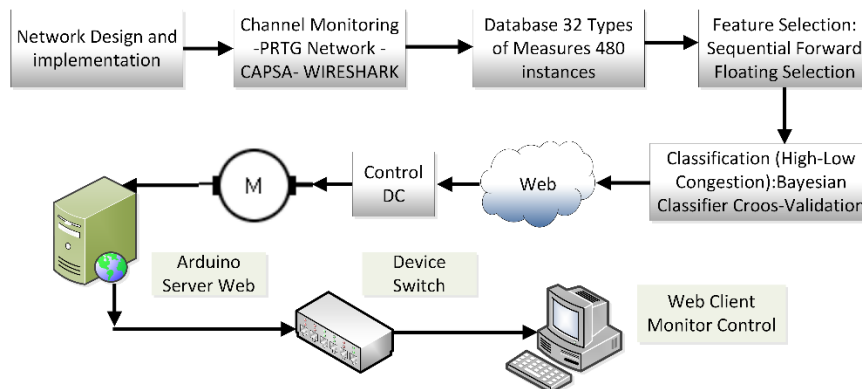 Network Design and
implementation
Channel Monitoring
-PRTG Network -
CAPSA- WIRESHARK
Database 32 Types
of Measures 480
instances
Feature Selection:
Sequential Forward
Floating Selection
Classification (High-Low
Congestion):Bayesian
Classifier Croos-Validation
Web
Control
DC
M
Arduino
Server Web
Device
Switch
Web Client
Monitor Control